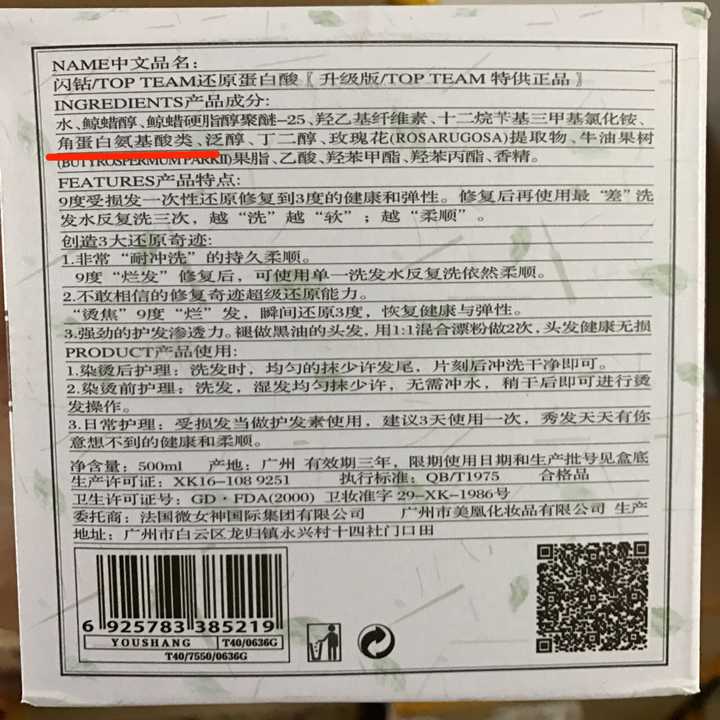 NAME中文品名:
闪钻/TOP TEAM还原蛋白酸〖 升级版/TOP TEAM 特供正品 〗
INGREDIENTS产品成分:
水、鲸蜡醇、鲸蜡硬脂醇聚醚-25、羟乙基纤维素、十二烷苄基三甲基氯化铵、
角蛋白氨基酸类、泛醇、丁二醇、玫瑰花(ROSARUGOSA)提取物、牛油果树
(BUTYROSPERMUM PARKII)果脂、乙酸、羟苯甲酯、羟苯丙酯、香精。
FEATURES产品特点:
9度受损发一次性还原修复到3度的健康和弹性。修复后再使用最“差”洗
发水反复洗三次,越“洗”越“软”;越“柔顺”。
创造3大还原奇迹:
1.非常“耐冲洗”的持久柔顺。
9度“烂发”修复后,可使用单一洗发水反复洗依然柔顺。
2.不敢相信的修复奇迹超级还原能力。
“烫焦”9度“烂”发,瞬间还原3度,恢复健康与弹性。
3.强劲的护发渗透力。褪做黑油的头发,用1:1混合漂粉做2次,头发健康无损
PRODUCT产品使用:
1.染烫后护理:洗发时,均匀的抹少许发尾,片刻后冲洗干净即可。
2.染烫前护理:洗发,湿发均匀抹少许,无需冲水,稍干后即可进行烫
发操作。
3.日常护理:受损发当做护发素使用,建议3天使用一次,秀发天天有你
意想不到的健康和柔顺。
净含量:500ml 产地:广州 有效期三年,限期使用日期和生产批号见盒底
生产许可证:XK16-108 9251 执行标准:QB/T1975 合格品
卫生许可证号:GD·FDA(2000) 卫妆准字 29-XK-1986号
委托商:法国微女神国际集团有限公司 广州市美凰化妆品有限公司 生产
地址:广州市白云区龙归镇永兴村十四社门口田
6 925783 385219
YOUSHANG T40/0636G
T40/7550/0636G